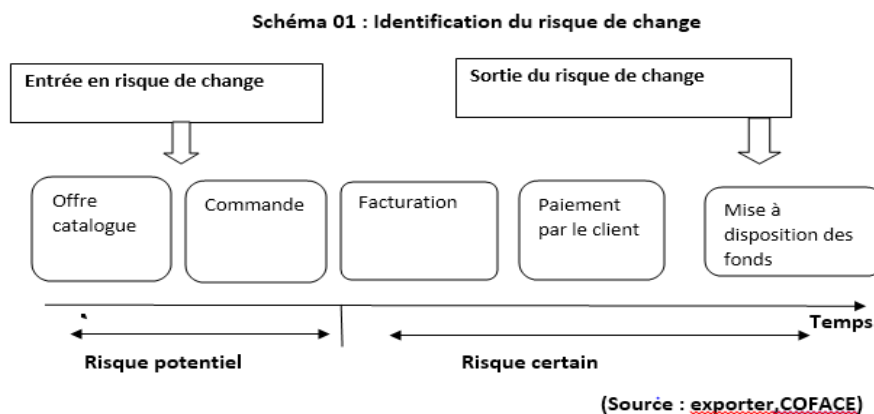 Schéma 01 : Identification du risque de change
Entrée en risque de change
Sortie du risque de change
Offre
catalogue
Commande
Facturation
Paiement
par le client
Mise à
disposition des
fonds
Temps
Risque potentiel
Risque certain
(Source : exporter,COFACE)